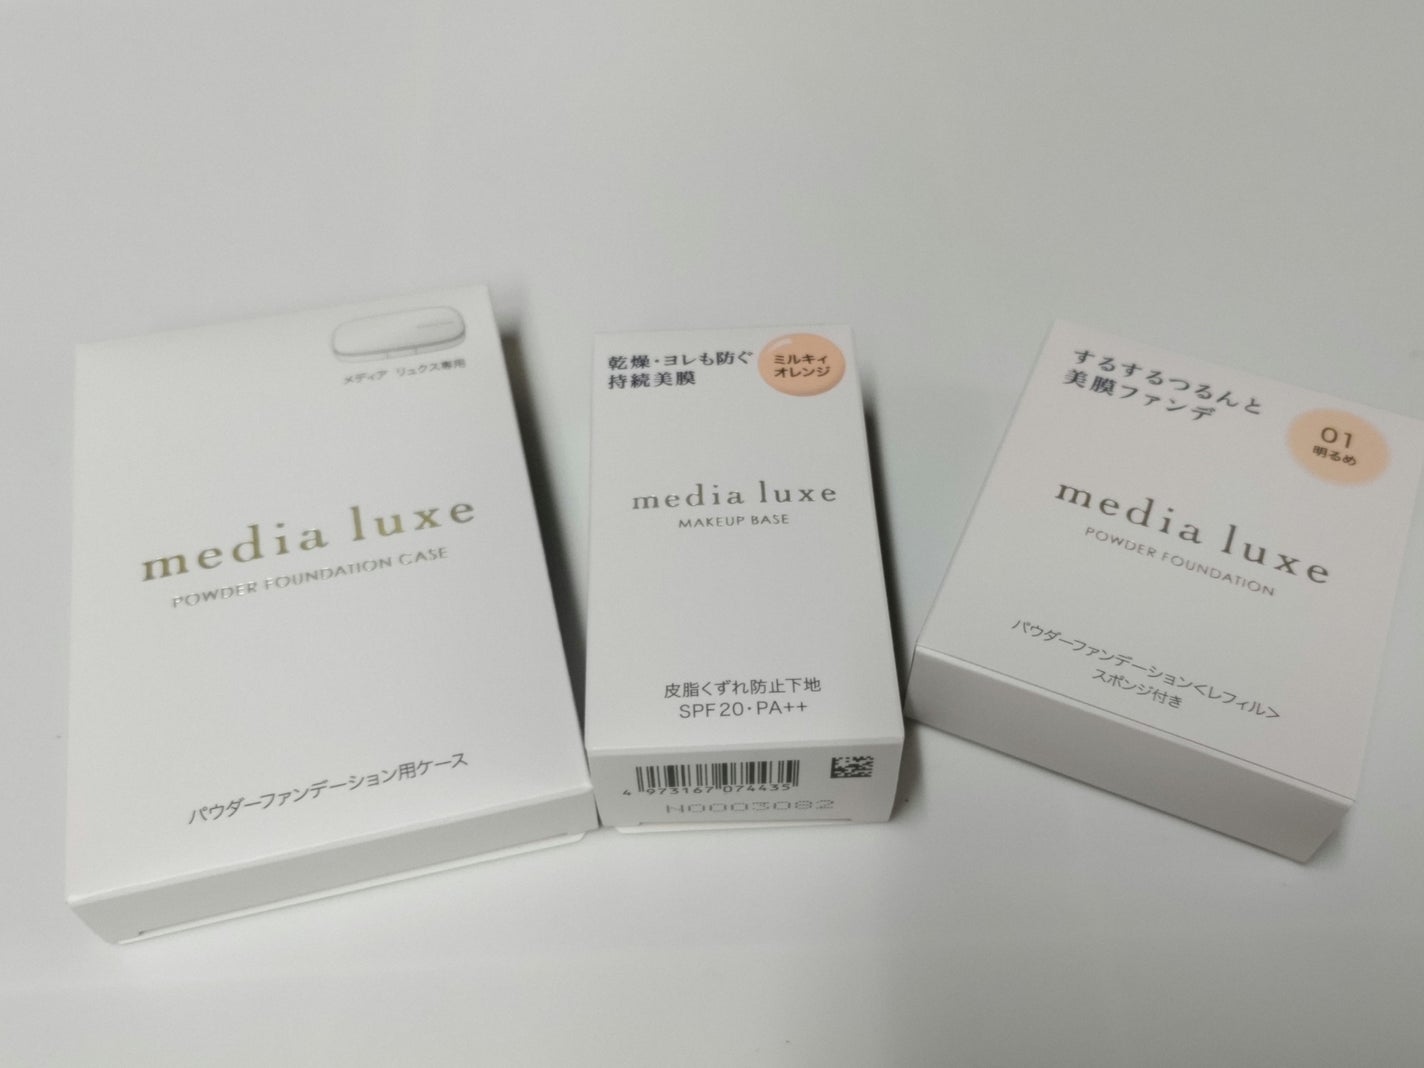 メディア リュクス専用
media luxe
POWDER FOUNDATION CASE
パウダーファンデーション用ケース
乾燥・ヨレも防ぐ
持続美膜
ミルキィ
オレンジ
media luxe
MAKEUP BASE
皮脂くずれ防止下地
SPF20・PA++
4 973167 074435
N0003082
するするつるんと
美膜ファンデ
01
明るめ
media luxe
POWDER FOUNDATION
パウダーファンデーション<レフィル>
スポンジ付き